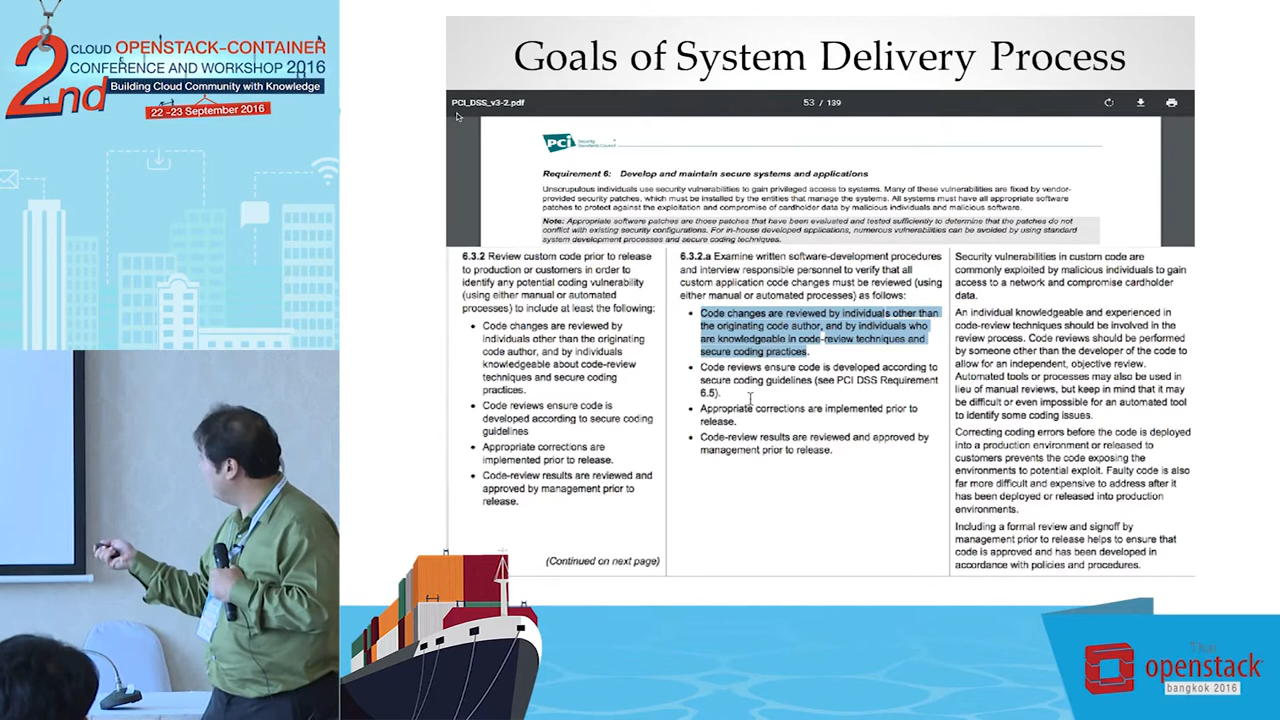 2nd
CLOUD OPENSTACK-CONTAINER
CONFERENCE AND WORKSHOP 2016
Building Cloud Community with Knowledge
22 -23 September 2016
Goals of System Delivery Process
PCI_DSS_v3-2.pdf
53 / 139
PCI Security
Standards Council
Requirement 6: Develop and maintain secure systems and applications
Unscrupulous individuals use security vulnerabilities to gain privileged access to systems. Many of these vulnerabilities are fixed by vendor-
provided security patches, which must be installed by the entities that manage the systems. All systems must have all appropriate software
patches to protect against the exploitation and compromise of cardholder data by malicious individuals and malicious software.
Note: Appropriate software patches are those patches that have been evaluated and tested sufficiently to determine that the patches do not
conflict with existing security configurations. For in-house developed applications, numerous vulnerabilities can be avoided by using standard
system development processes and secure coding techniques.
6.3.2 Review custom code prior to release
to production or customers in order to
identify any potential coding vulnerability
(using either manual or automated
processes) to include at least the following:
• Code changes are reviewed by
individuals other than the originating
code author, and by individuals
knowledgeable about code-review
techniques and secure coding
practices.
• Code reviews ensure code is
developed according to secure coding
guidelines
• Appropriate corrections are
implemented prior to release.
• Code-review results are reviewed and
approved by management prior to
release.
(Continued on next page)
6.3.2.a Examine written software-development procedures
and interview responsible personnel to verify that all
custom application code changes must be reviewed (using
either manual or automated processes) as follows:
• Code changes are reviewed by individuals other than
the originating code author, and by individuals who
are knowledgeable in code-review techniques and
secure coding practices.
• Code reviews ensure code is developed according to
secure coding guidelines (see PCI DSS Requirement
6.5).
• Appropriate corrections are implemented prior to
release.
• Code-review results are reviewed and approved by
management prior to release.
Security vulnerabilities in custom code are
commonly exploited by malicious individuals to gain
access to a network and compromise cardholder
data.
An individual knowledgeable and experienced in
code-review techniques should be involved in the
review process. Code reviews should be performed
by someone other than the developer of the code to
allow for an independent, objective review.
Automated tools or processes may also be used in
lieu of manual reviews, but keep in mind that it may
be difficult or even impossible for an automated tool
to identify some coding issues.
Correcting coding errors before the code is deployed
into a production environment or released to
customers prevents the code exposing the
environments to potential exploit. Faulty code is also
far more difficult and expensive to address after it
has been deployed or released into production
environments.
Including a formal review and signoff by
management prior to release helps to ensure that
code is approved and has been developed in
accordance with policies and procedures.
Thai
openstack
bangkok 2016